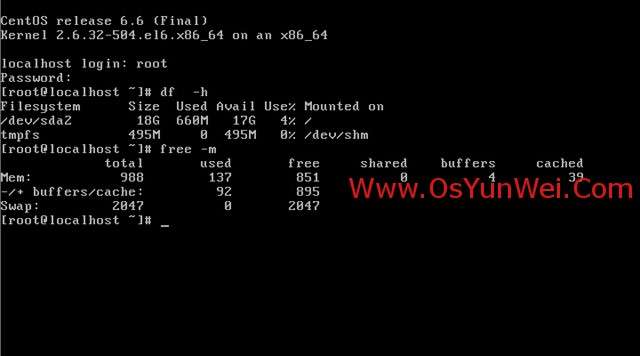 CentOS release 6.6 (Final)
Kernel 2.6.32-504.el6.x86_64 on an x86_64
localhost login: root
Password:
[root@localhost ~]# df  -h
Filesystem      Size  Used Avail Use% Mounted on
/dev/sda2        18G  660M   17G   4% /
tmpfs           495M     0  495M   0% /dev/shm
[root@localhost ~]# free -m
             total       used       free     shared    buffers     cached
Mem:           988        137        851          0          4         39
-/+ buffers/cache:         92        895
Swap:         2047          0       2047
[root@localhost ~]# _
Www.OsYunWei.Com